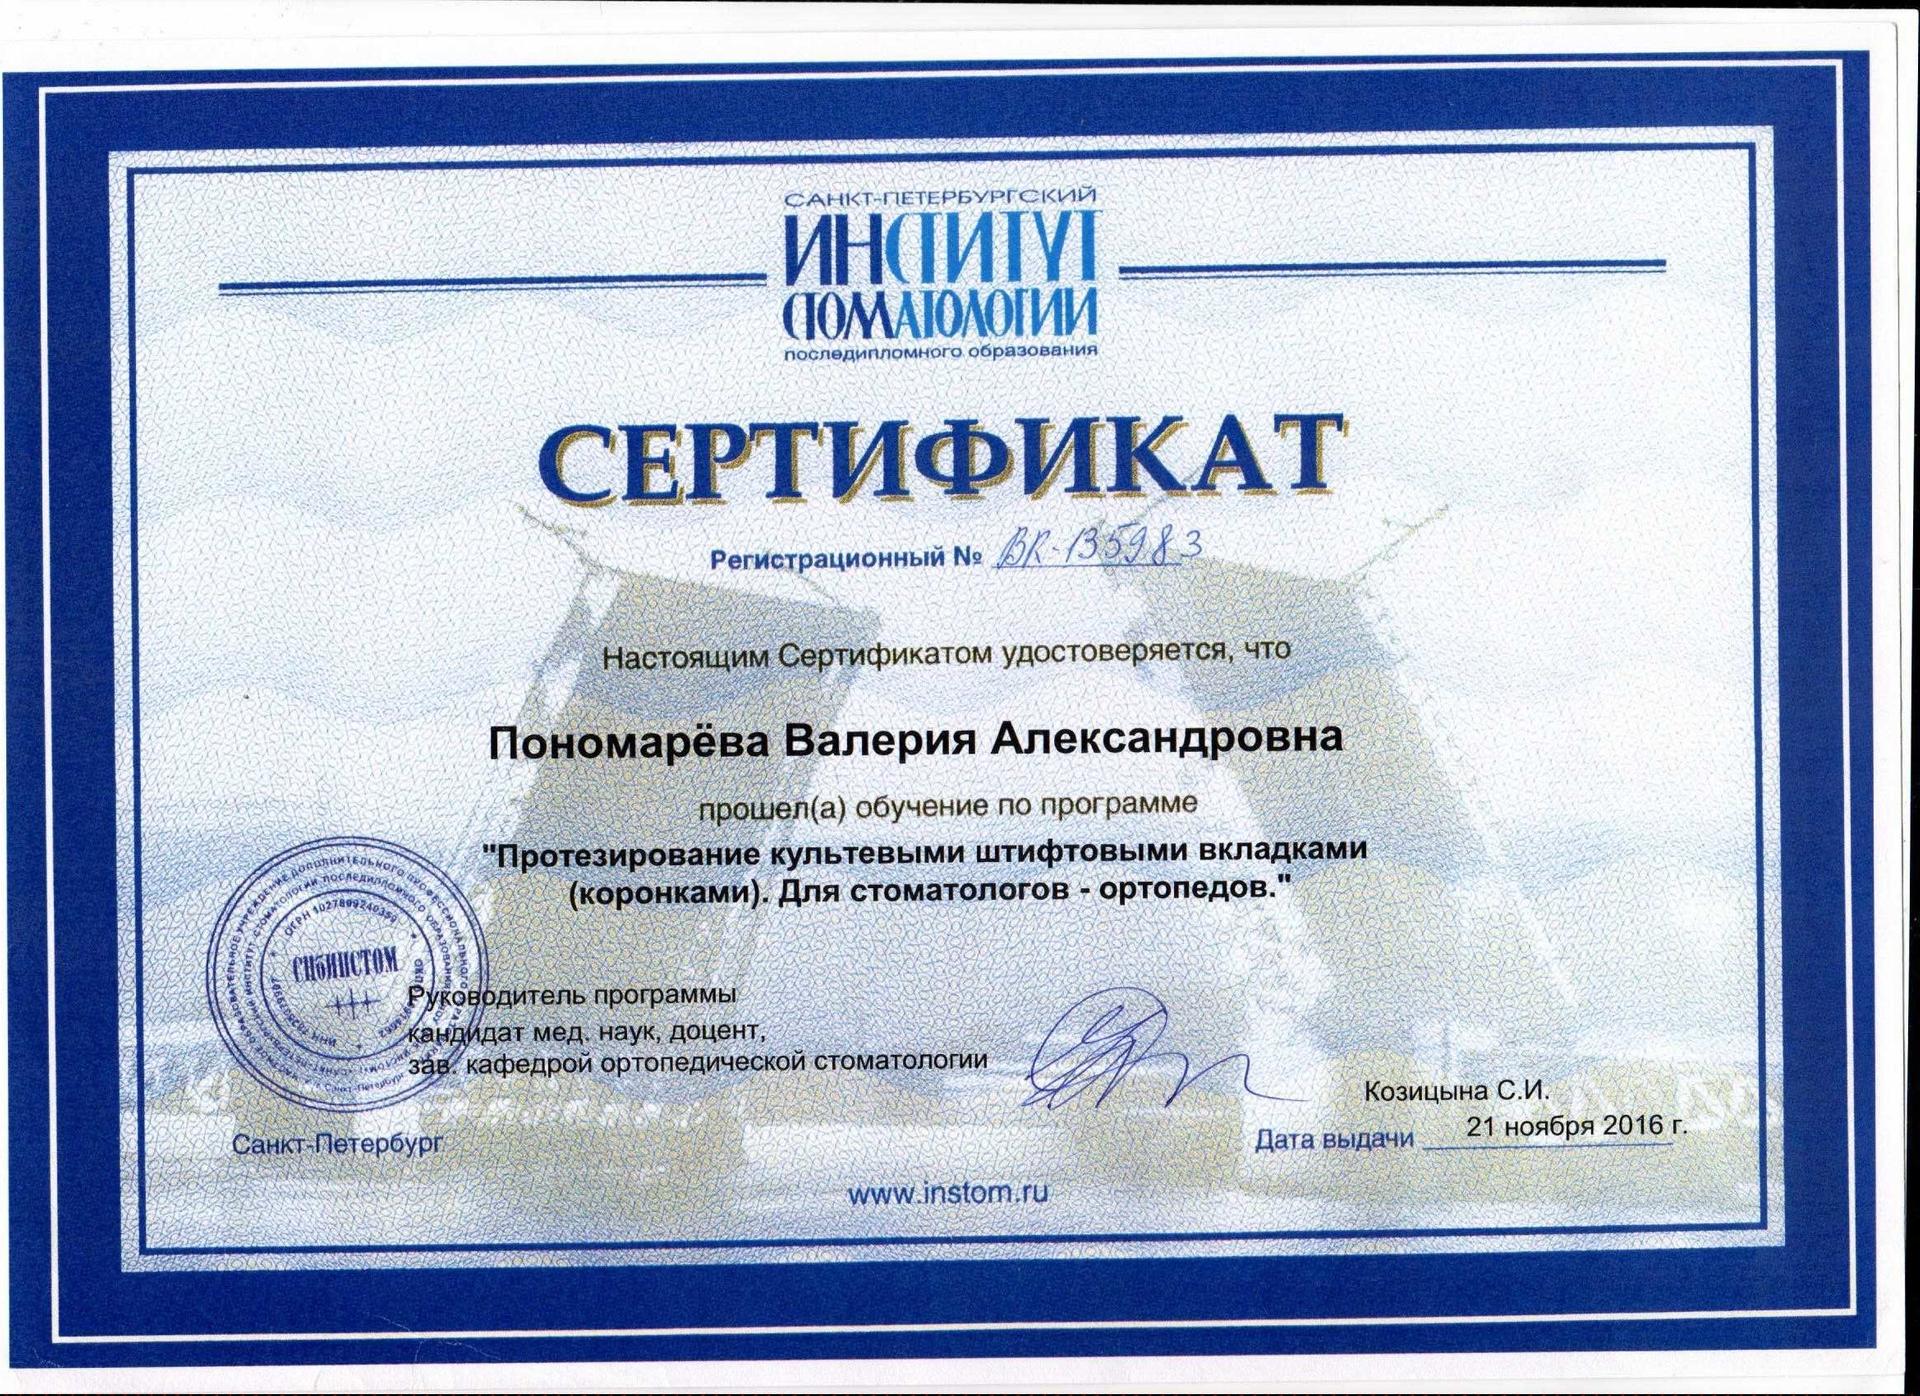 САНКТ-ПЕТЕРБУРГСКИЙ
ИНСТИТУТ
СТОМАТОЛОГИИ
последипломного образования
СЕРТИФИКАТ
Регистрационный № ВК-135983
Настоящим Сертификатом удостоверяется, что
Пономарёва Валерия Александровна
прошел(а) обучение по программе
"Протезирование культевыми штифтовыми вкладками
(коронками). Для стоматологов - ортопедов."
ОГРН 1027809240359
СПбИНСТОМ
Руководитель программы
кандидат мед. наук, доцент,
зав. кафедрой ортопедической стоматологии
Козицына С.И.
Санкт-Петербург
Дата выдачи 21 ноября 2016 г.
www.instom.ru